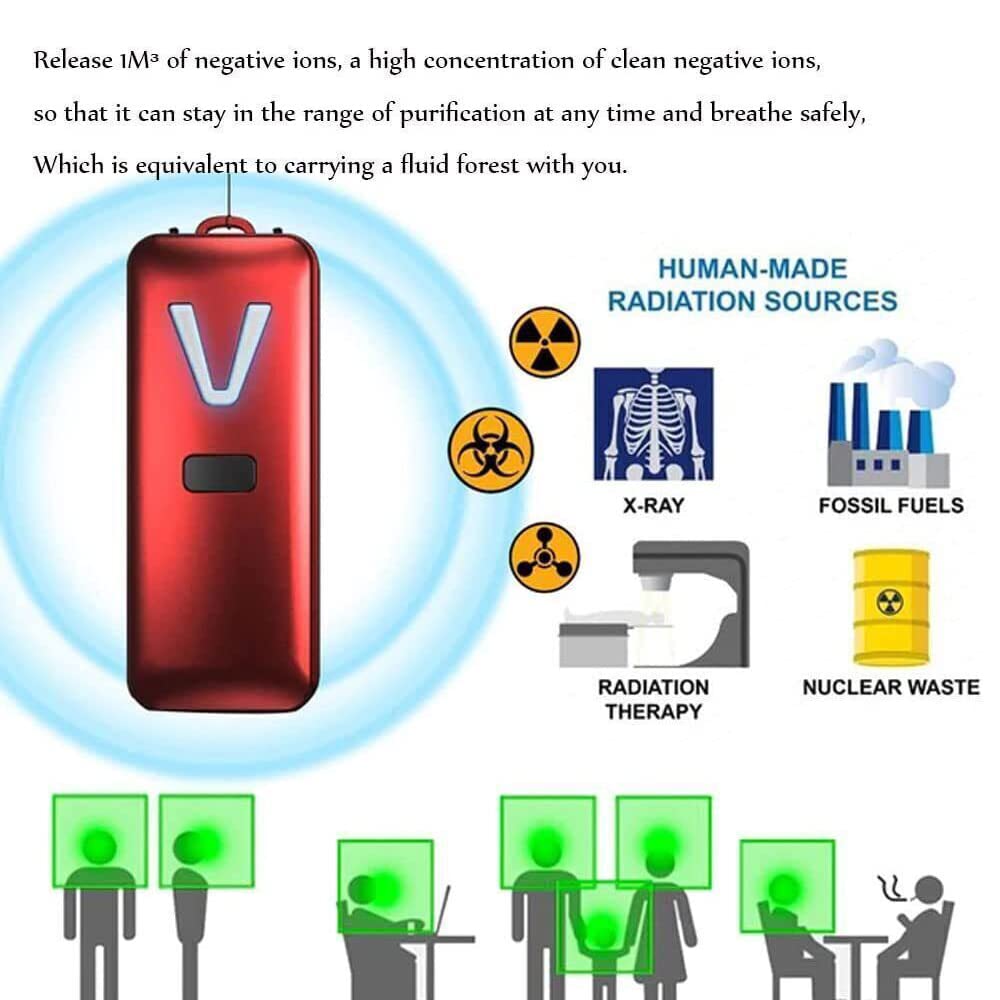 Release 1M³ of negative ions, a high concentration of clean negative ions,
so that it can stay in the range of purification at any time and breathe safely,
Which is equivalent to carrying a fluid forest with you.
V
HUMAN-MADE
RADIATION SOURCES
X-RAY
FOSSIL FUELS
RADIATION
THERAPY
NUCLEAR WASTE